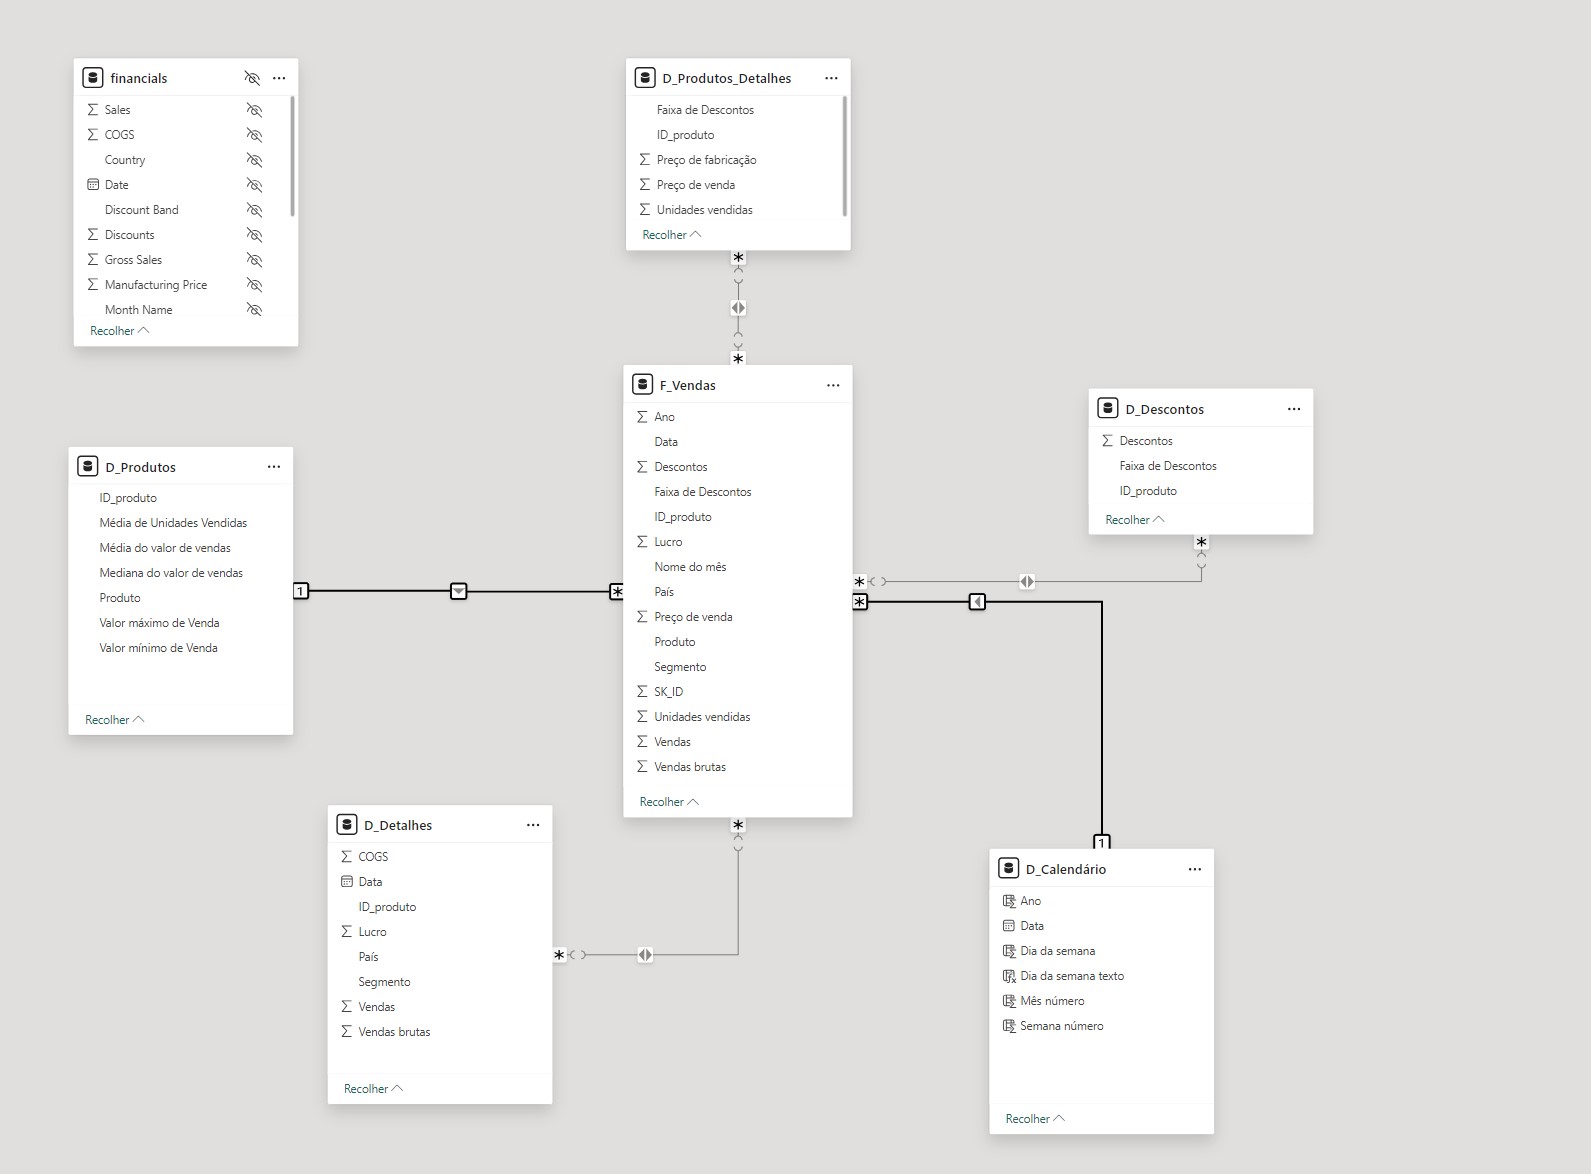 financials
Sales
COGS
Country
Date
Discount Band
Discounts
Gross Sales
Manufacturing Price
Month Name
Recolher
D_Produtos_Detalhes
Faixa de Descontos
ID_produto
Preço de fabricação
Preço de venda
Unidades vendidas
Recolher
*
*
F_Vendas
Ano
Data
Descontos
Faixa de Descontos
ID_produto
Lucro
Nome do mês
País
Preço de venda
Produto
Segmento
SK_ID
Unidades vendidas
Vendas
Vendas brutas
Recolher
D_Descontos
Descontos
Faixa de Descontos
ID_produto
Recolher
*
*
*
1
D_Produtos
ID_produto
Média de Unidades Vendidas
Média do valor de vendas
Mediana do valor de vendas
Produto
Valor máximo de Venda
Valor mínimo de Venda
Recolher
1
*
D_Detalhes
COGS
Data
ID_produto
Lucro
País
Segmento
Vendas
Vendas brutas
Recolher
*
*
D_Calendário
Ano
Data
Dia da semana
Dia da semana texto
Mês número
Semana número
Recolher